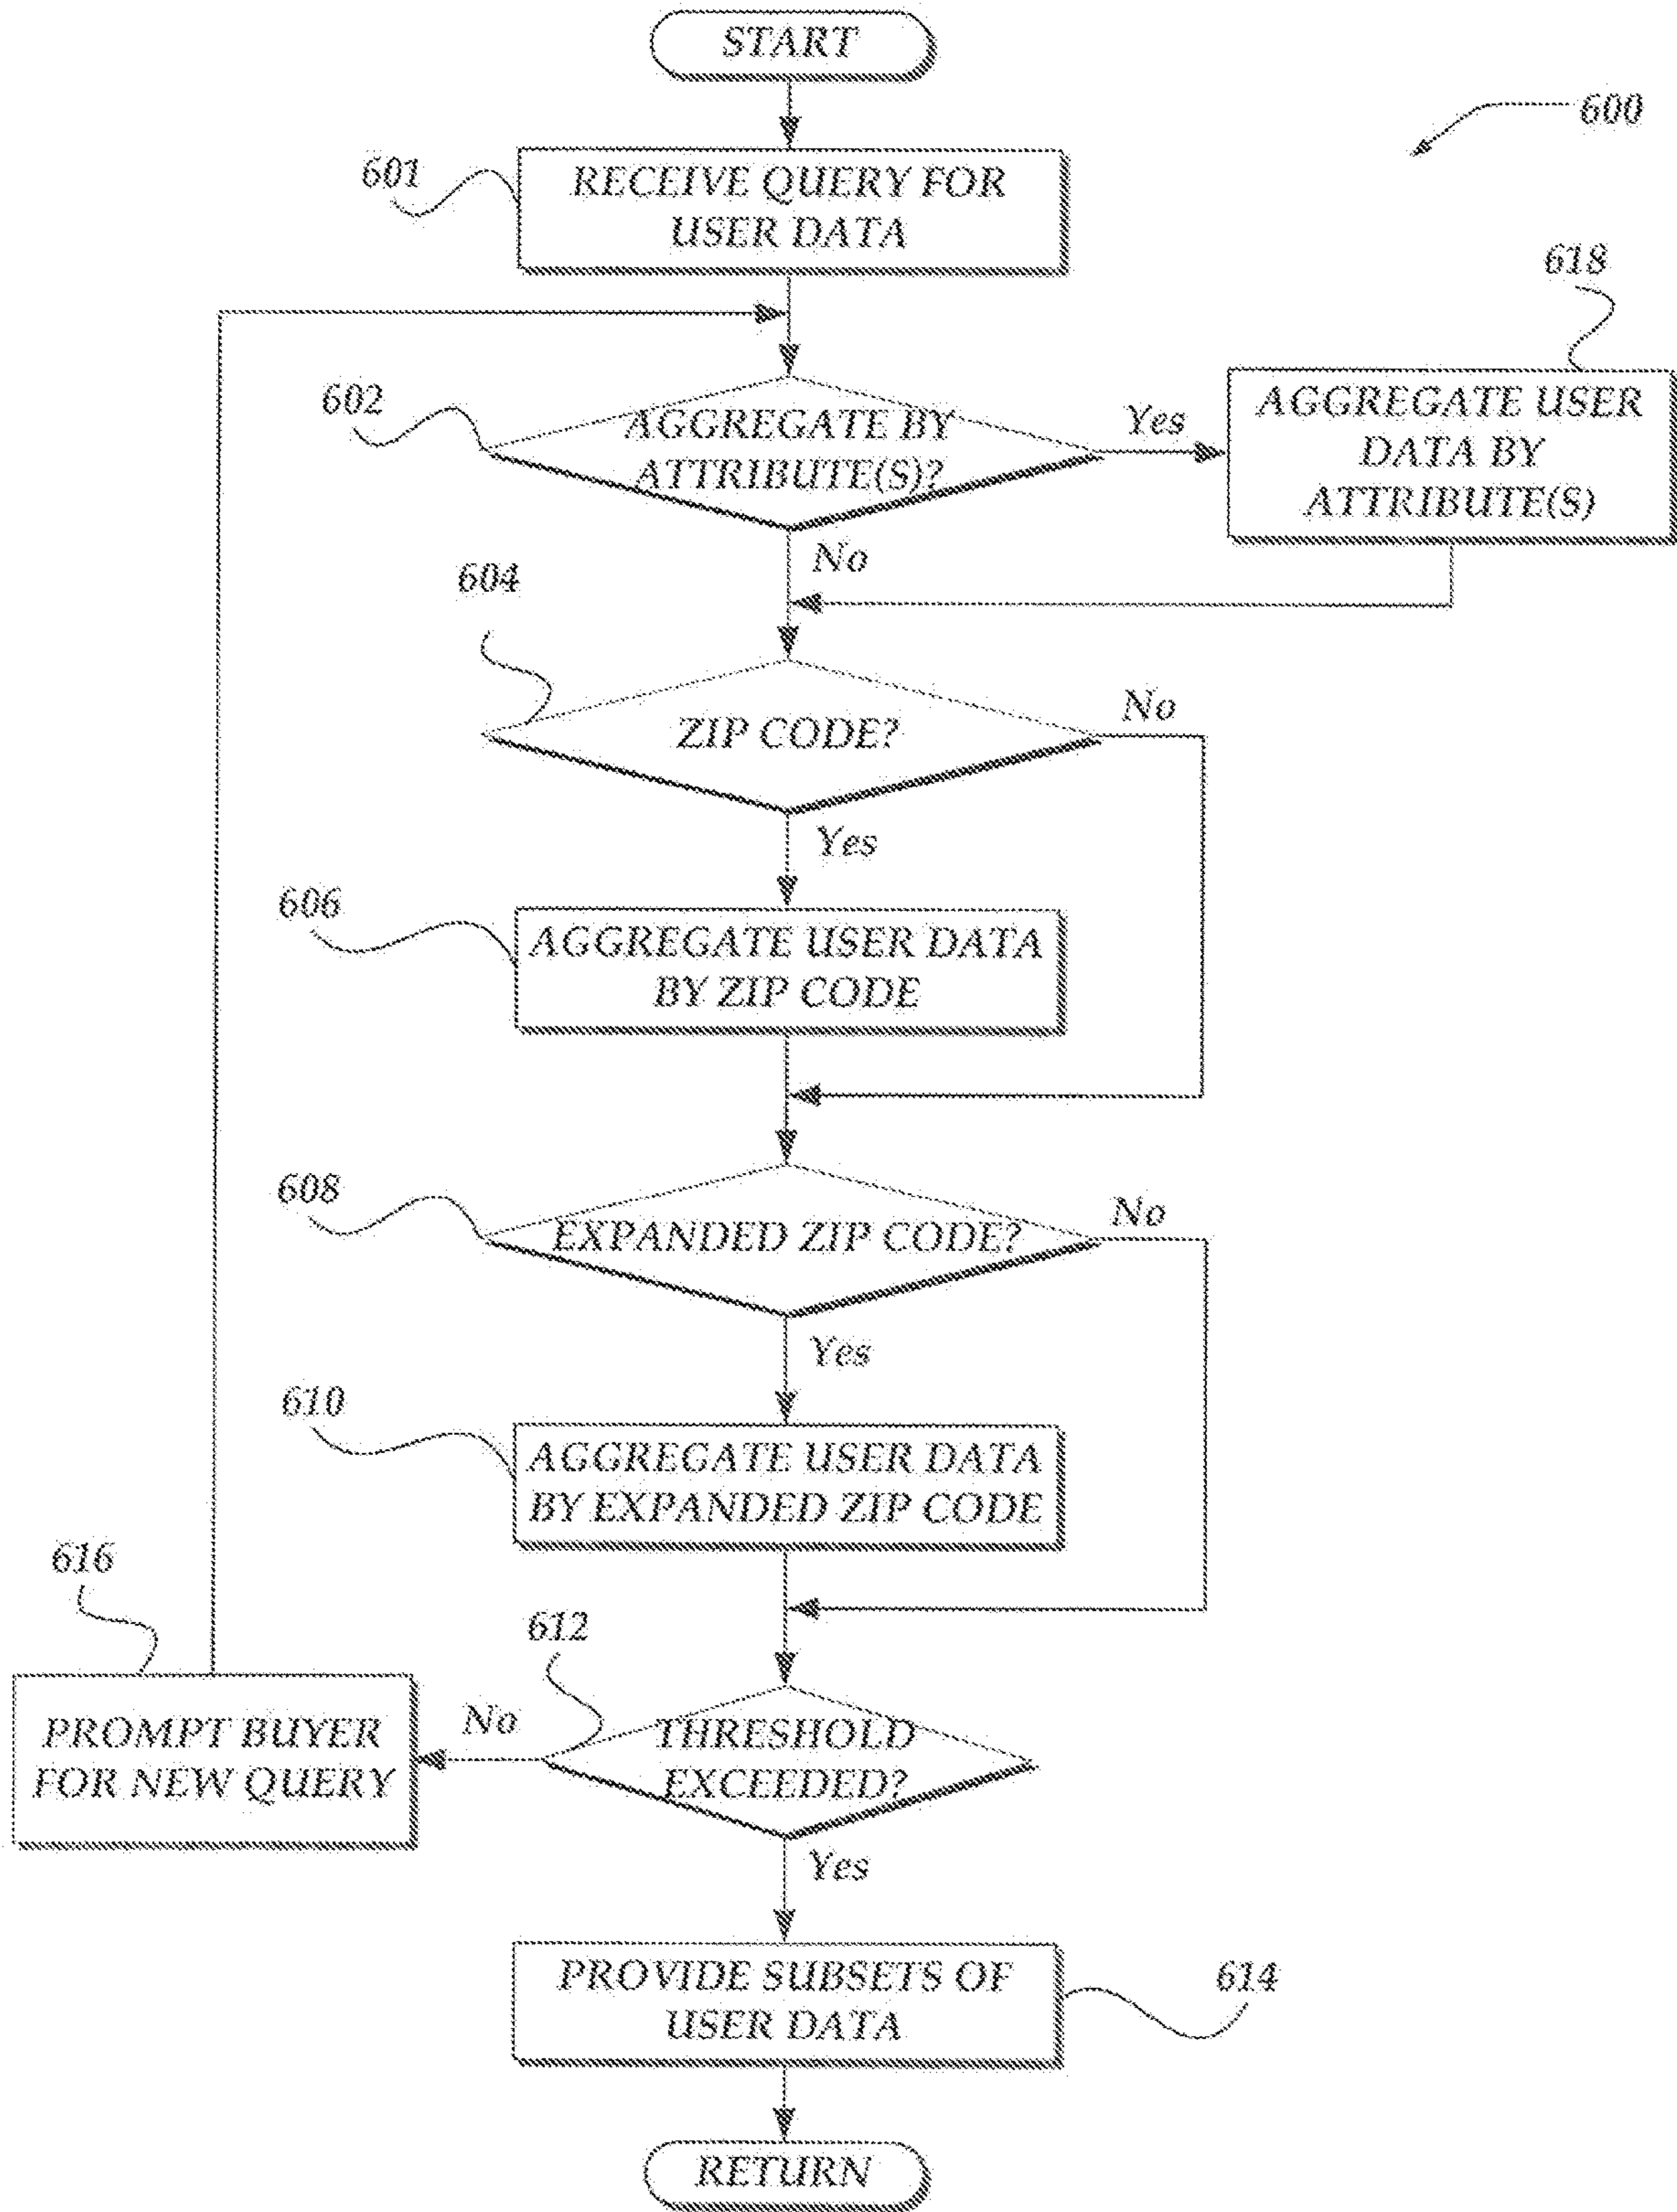 START
600
601
RECEIVE QUERY FOR
USER DATA
618
602
AGGREGATE BY
ATTRIBUTE(S)?
Yes
AGGREGATE USER
DATA BY
ATTRIBUTE(S)
No
604
ZIP CODE?
No
Yes
606
AGGREGATE USER DATA
BY ZIP CODE
608
EXPANDED ZIP CODE?
No
Yes
610
AGGREGATE USER DATA
BY EXPANDED ZIP CODE
616
612
PROMPT BUYER
FOR NEW QUERY
No
THRESHOLD
EXCEEDED?
Yes
PROVIDE SUBSETS OF
USER DATA
614
RETURN